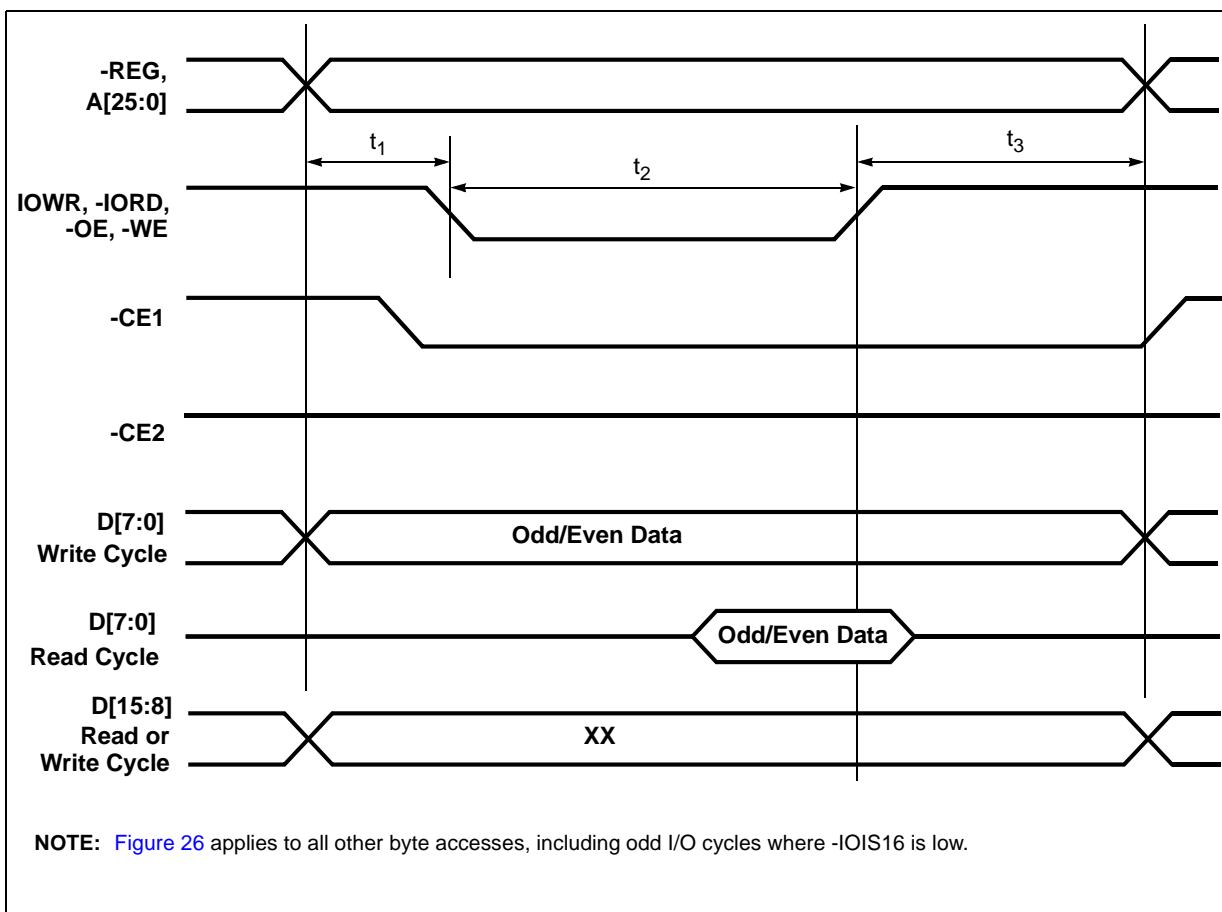 -REG,
A[25:0]
t1
t2
t3
IOWR, -IORD,
-OE, -WE
-CE1
-CE2
D[7:0]
Write Cycle
Odd/Even Data
D[7:0]
Read Cycle
Odd/Even Data
D[15:8]
Read or
Write Cycle
XX
NOTE: Figure 26 applies to all other byte accesses, including odd I/O cycles where -IOIS16 is low.